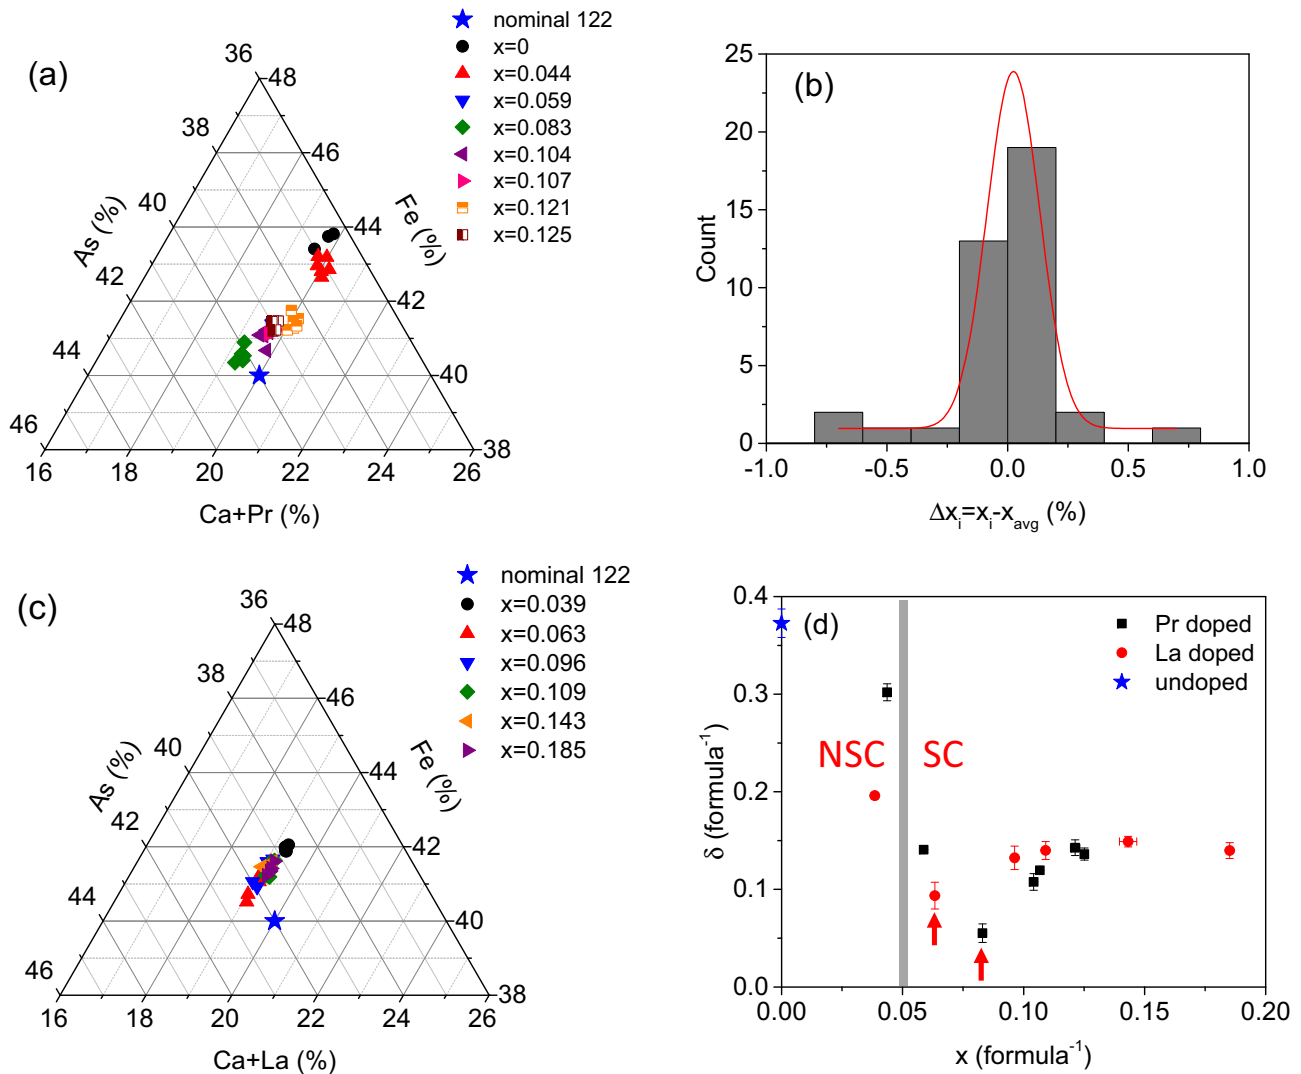 (a)
nominal 122
x=0
x=0.044
x=0.059
x=0.083
x=0.104
x=0.107
x=0.121
x=0.125
36
38
40
42
44
46
As (%)
48
46
44
42
40
38
Fe (%)
16 18 20 22 24 26
Ca+Pr (%)
(b)
25
20
15
10
5
0
Count
-1.0 -0.5 0.0 0.5 1.0
Δxᵢ=xᵢ-x_avg (%)
(c)
nominal 122
x=0.039
x=0.063
x=0.096
x=0.109
x=0.143
x=0.185
36
38
40
42
44
46
As (%)
48
46
44
42
40
38
Fe (%)
16 18 20 22 24 26
Ca+La (%)
(d)
Pr doped
La doped
undoped
NSC SC
0.4
0.3
0.2
0.1
0.0
δ (formula⁻¹)
0.00 0.05 0.10 0.15 0.20
x (formula⁻¹)